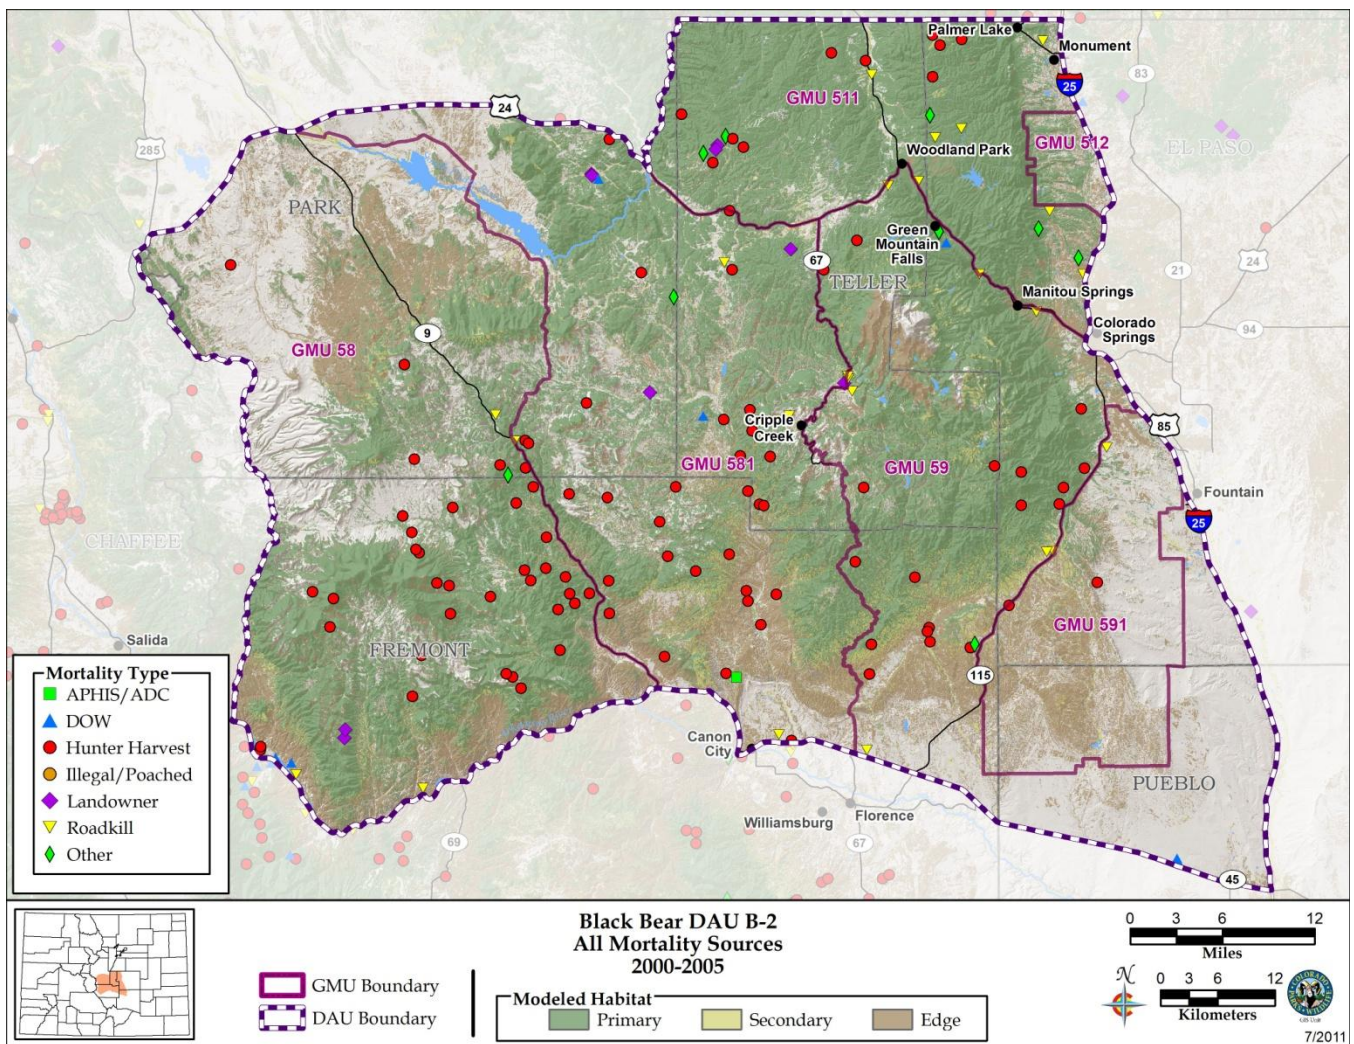 Palmer Lake
Monument
83
25
24
GMU 511
285
GMU 512
EL PASO
Woodland Park
PARK
Green
Mountain
Falls
24
67
TELLER
21
Manitou Springs
9
Colorado
Springs
94
GMU 58
Cripple
Creek
85
GMU 581
GMU 59
Fountain
25
CHAFFEE
Salida
GMU 591
FREMONT
115
Mortality Type
APHIS/ADC
DOW
Hunter Harvest
Illegal/Poached
Landowner
Roadkill
Other
Canon
City
PUEBLO
Williamsburg
Florence
69
67
45
Black Bear DAU B-2
All Mortality Sources
2000-2005
GMU Boundary
DAU Boundary
Modeled Habitat
Primary
Secondary
Edge
0 3 6 12
Miles
N
0 3 6 12
Kilometers
GIS Unit
7/2011